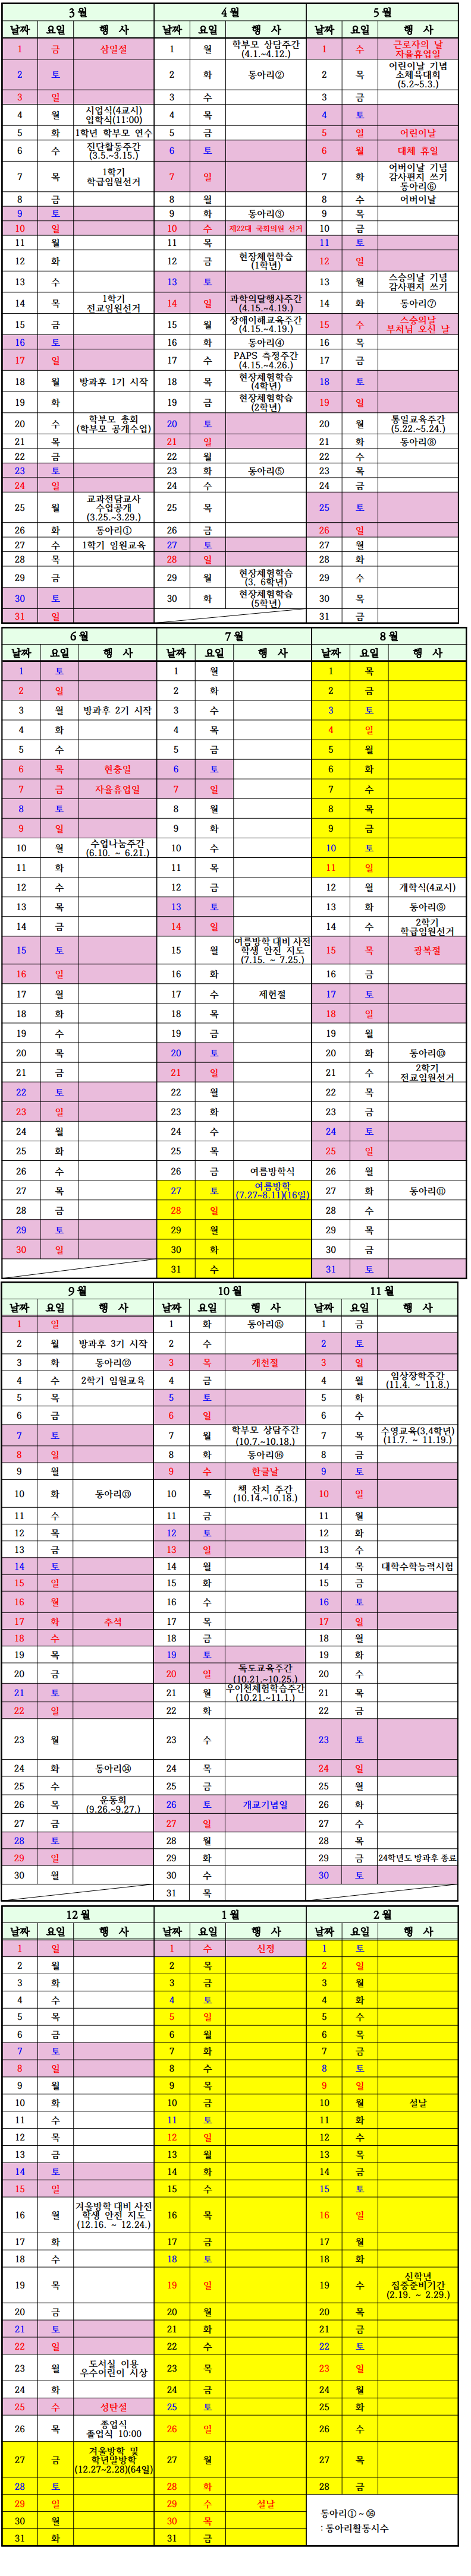 3월 4월 5월
날짜 요일 행 사 날짜 요일 행 사 날짜 요일 행 사
1 금 삼일절 1 월 학부모 상담주간 (4.1.~4.12.) 1 수 근로자의 날 자율휴업일
2 토 2 화 동아리② 2 목 어린이날 기념 소체육대회 (5.2~5.3.)
3 일 3 수 3 금
4 월 시업식(4교시) 입학식(11:00) 4 목 4 토
5 화 1학년 학부모 연수 5 금 5 일 어린이날
6 수 진단활동주간 (3.5.~3.15.) 6 토 6 월 대체 휴일
7 목 1학기 학급임원선거 7 일 7 화 어버이날 기념 감사편지 쓰기 동아리⑥
8 금 8 월 8 수 어버이날
9 토 9 화 동아리③ 9 목
10 일 10 수 제22대 국회의원 선거 10 금
11 월 11 목 11 토
12 화 12 금 현장체험학습 (1학년) 12 일
13 수 13 토 13 월 스승의날 기념 감사편지 쓰기
14 목 1학기 전교임원선거 14 일 과학의달행사주간 (4.15.~4.19.) 14 화 동아리⑦
15 금 15 월 장애이해교육주간 (4.15.~4.19.) 15 수 스승의날 부처님 오신 날
16 토 16 화 동아리④ 16 목
17 일 17 수 PAPS 측정주간 (4.15.~4.26.) 17 금
18 월 방과후 1기 시작 18 목 현장체험학습 (4학년) 18 토
19 화 19 금 현장체험학습 (2학년) 19 일
20 수 학부모 총회 (학부모 공개수업) 20 토 20 월 통일교육주간 (5.22.~5.24.)
21 목 21 일 21 화 동아리⑧
22 금 22 월 22 수
23 토 23 화 동아리⑤ 23 목
24 일 24 수 24 금
25 월 교과전담교사 수업공개 (3.25.~3.29.) 25 목 25 토
26 화 동아리① 26 금 26 일
27 수 1학기 임원교육 27 토 27 월
28 목 28 일 28 화
29 금 29 월 현장체험학습 (3, 6학년) 29 수
30 토 30 화 현장체험학습 (5학년) 30 목
31 일 31 금
6월 7월 8월
날짜 요일 행 사 날짜 요일 행 사 날짜 요일 행 사
1 토 1 월 1 목
2 일 2 화 2 금
3 월 방과후 2기 시작 3 수 3 토
4 화 4 목 4 일
5 수 5 금 5 월
6 목 현충일 6 토 6 화
7 금 자율휴업일 7 일 7 수
8 토 8 월 8 목
9 일 9 화 9 금
10 월 수업나눔주간 (6.10. ~ 6.21.) 10 수 10 토
11 화 11 목 11 일
12 수 12 금 12 월 개학식(4교시)
13 목 13 토 13 화 동아리⑨
14 금 14 일 14 수 2학기 학급임원선거
15 토 15 월 여름방학 대비 사전 학생 안전 지도 (7.15. ~ 7.25.) 15 목 광복절
16 일 16 화 16 금
17 월 17 수 제헌절 17 토
18 화 18 목 18 일
19 수 19 금 19 월
20 목 20 토 20 화 동아리⑩
21 금 21 일 21 수 2학기 전교임원선거
22 토 22 월 22 목
23 일 23 화 23 금
24 월 24 수 24 토
25 화 25 목 25 일
26 수 26 금 여름방학식 26 월
27 목 27 토 여름방학 (7.27~8.11)(16일) 27 화 동아리⑪
28 금 28 일 28 수
29 토 29 월 29 목
30 일 30 화 30 금
31 수 31 토
9월 10월 11월
날짜 요일 행 사 날짜 요일 행 사 날짜 요일 행 사
1 일 1 화 동아리⑮ 1 금
2 월 방과후 3기 시작 2 수 2 토
3 화 동아리⑫ 3 목 개천절 3 일
4 수 2학기 임원교육 4 금 4 월 임상장학주간 (11.4. ~ 11.8.)
5 목 5 토 5 화
6 금 6 일 6 수
7 토 7 월 학부모 상담주간 (10.7.~10.18.) 7 목 수영교육(3,4학년) (11.7. ~ 11.19.)
8 일 8 화 동아리⑯ 8 금
9 월 9 수 한글날 9 토
10 화 동아리⑬ 10 목 책 잔치 주간 (10.14.~10.18.) 10 일
11 수 11 금 11 월
12 목 12 토 12 화
13 금 13 일 13 수
14 토 14 월 14 목 대학수학능력시험
15 일 15 화 15 금
16 월 16 수 16 토
17 화 추석 17 목 17 일
18 수 18 금 18 월
19 목 19 토 19 화
20 금 20 일 독도교육주간 (10.21.~10.25.) 20 수
21 토 21 월 우이천체험학습주간 (10.21.~11.1.) 21 목
22 일 22 화 22 금
23 월 23 수 23 토
24 화 동아리⑭ 24 목 24 일
25 수 25 금 25 월
26 목 운동회 (9.26.~9.27.) 26 토 개교기념일 26 화
27 금 27 일 27 수
28 토 28 월 28 목
29 일 29 화 29 금 24학년도 방과후 종료
30 월 30 수 30 토
31 목
12월 1월 2월
날짜 요일 행 사 날짜 요일 행 사 날짜 요일 행 사
1 일 1 수 신정 1 토
2 월 2 목 2 일
3 화 3 금 3 월
4 수 4 토 4 화
5 목 5 일 5 수
6 금 6 월 6 목
7 토 7 화 7 금
8 일 8 수 8 토
9 월 9 목 9 일
10 화 10 금 10 월 설날
11 수 11 토 11 화
12 목 12 일 12 수
13 금 13 월 13 목
14 토 14 화 14 금
15 일 15 수 15 토
16 월 겨울방학 대비 사전 학생 안전 지도 (12.16. ~ 12.24.) 16 목 16 일
17 화 17 금 17 월
18 수 18 토 18 화
19 목 19 일 19 수 신학년 집중준비기간 (2.19. ~ 2.29.)
20 금 20 월 20 목
21 토 21 화 21 금
22 일 22 수 22 토
23 월 도서실 이용 우수어린이 시상 23 목 23 일
24 화 24 금 24 월
25 수 성탄절 25 토 25 화
26 목 종업식 졸업식 10:00 26 일 26 수
27 금 겨울방학 및 학년말방학 (12.27~2.28)(64일) 27 월 27 목
28 토 28 화 28 금
29 일 29 수 설날 동아리①~⑯
30 월 30 목 : 동아리활동시수
31 화 31 금